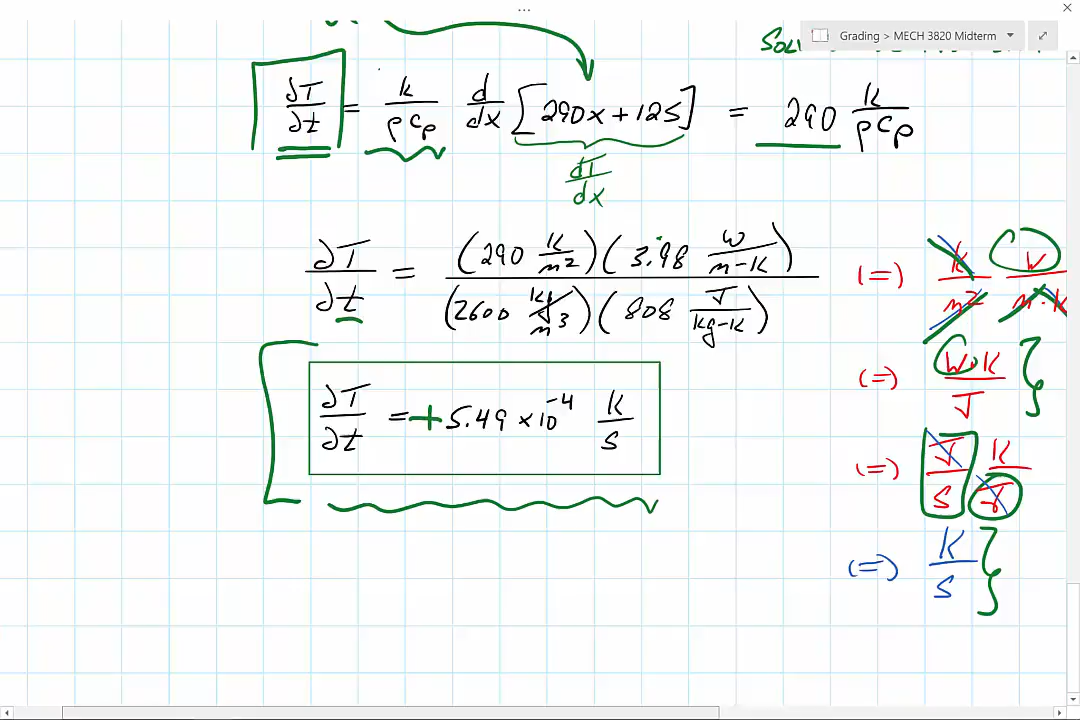 Grading > MECH 3820 Midterm
∂T/∂t = k/ρCp d/dx [290x + 125] = 290 k/ρCp
dT/dx
∂T/∂t = (290 K/m²)(3.98 W/m-K) / (2600 kg/m³)(808 J/kg-K) (=) K/m² W/m·K
(=) W·K/J
∂T/∂t = +5.49 × 10⁻⁴ K/s
(=) J/s K/J
(=) K/s